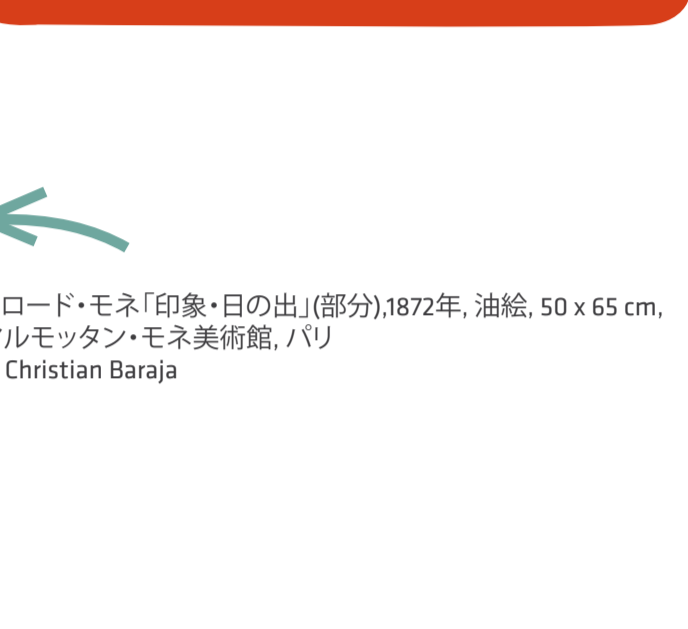 ロード・モネ「印象・日の出」(部分),1872年, 油絵, 50 x 65 cm,
ルモッタン・モネ美術館, パリ
Christian Baraja